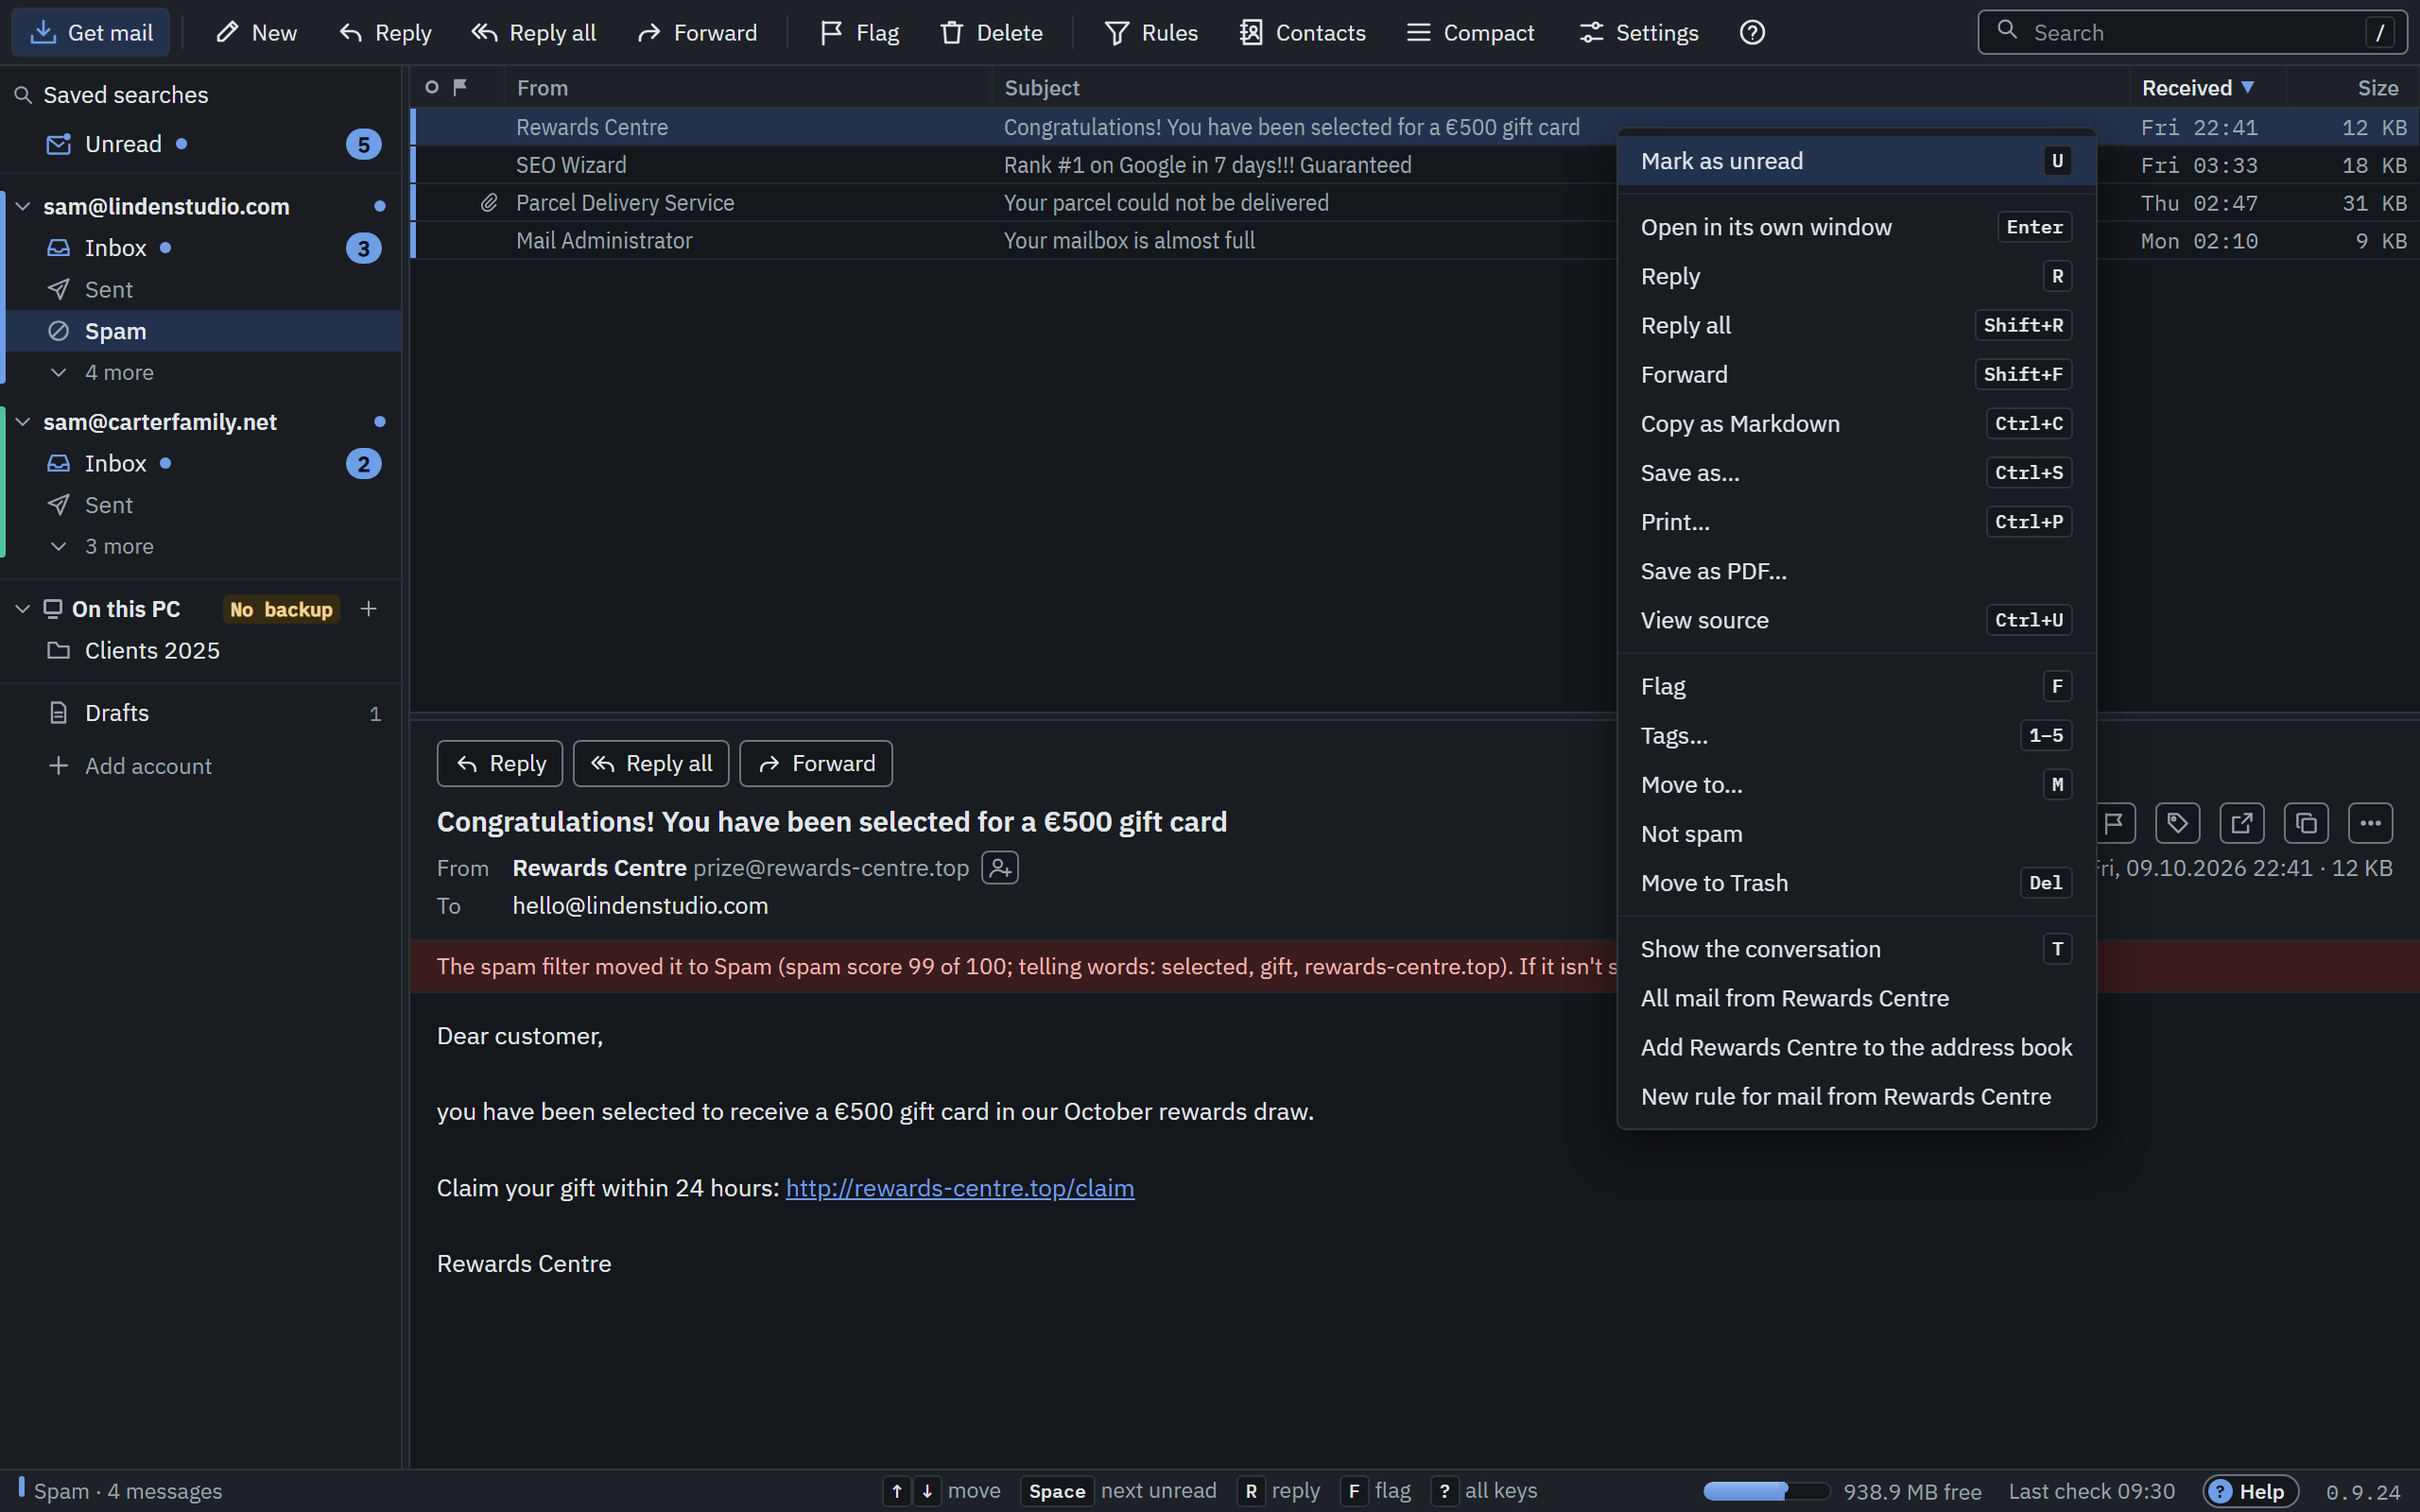 Get mail New Reply Reply all Forward Flag Delete Rules Contacts Compact Settings Search /
Saved searches
Unread 5
sam@lindenstudio.com
Inbox 3
Sent
Spam
4 more
sam@carterfamily.net
Inbox 2
Sent
3 more
On this PC No backup
Clients 2025
Drafts 1
Add account
From Subject Received Size
Rewards Centre Congratulations! You have been selected for a €500 gift card Fri 22:41 12 KB
SEO Wizard Rank #1 on Google in 7 days!!! Guaranteed Fri 03:33 18 KB
Parcel Delivery Service Your parcel could not be delivered Thu 02:47 31 KB
Mail Administrator Your mailbox is almost full Mon 02:10 9 KB
Mark as unread U
Open in its own window Enter
Reply R
Reply all Shift+R
Forward Shift+F
Copy as Markdown Ctrl+C
Save as... Ctrl+S
Print... Ctrl+P
Save as PDF...
View source Ctrl+U
Flag F
Tags... 1–5
Move to... M
Not spam
Move to Trash Del
Show the conversation T
All mail from Rewards Centre
Add Rewards Centre to the address book
New rule for mail from Rewards Centre
Reply Reply all Forward
Congratulations! You have been selected for a €500 gift card
From Rewards Centre prize@rewards-centre.top
ri, 09.10.2026 22:41 · 12 KB
To hello@lindenstudio.com
The spam filter moved it to Spam (spam score 99 of 100; telling words: selected, gift, rewards-centre.top). If it isn't s
Dear customer,
you have been selected to receive a €500 gift card in our October rewards draw.
Claim your gift within 24 hours: http://rewards-centre.top/claim
Rewards Centre
Spam · 4 messages ↑ ↓ move Space next unread R reply F flag ? all keys 938.9 MB free Last check 09:30 ? Help 0.9.24